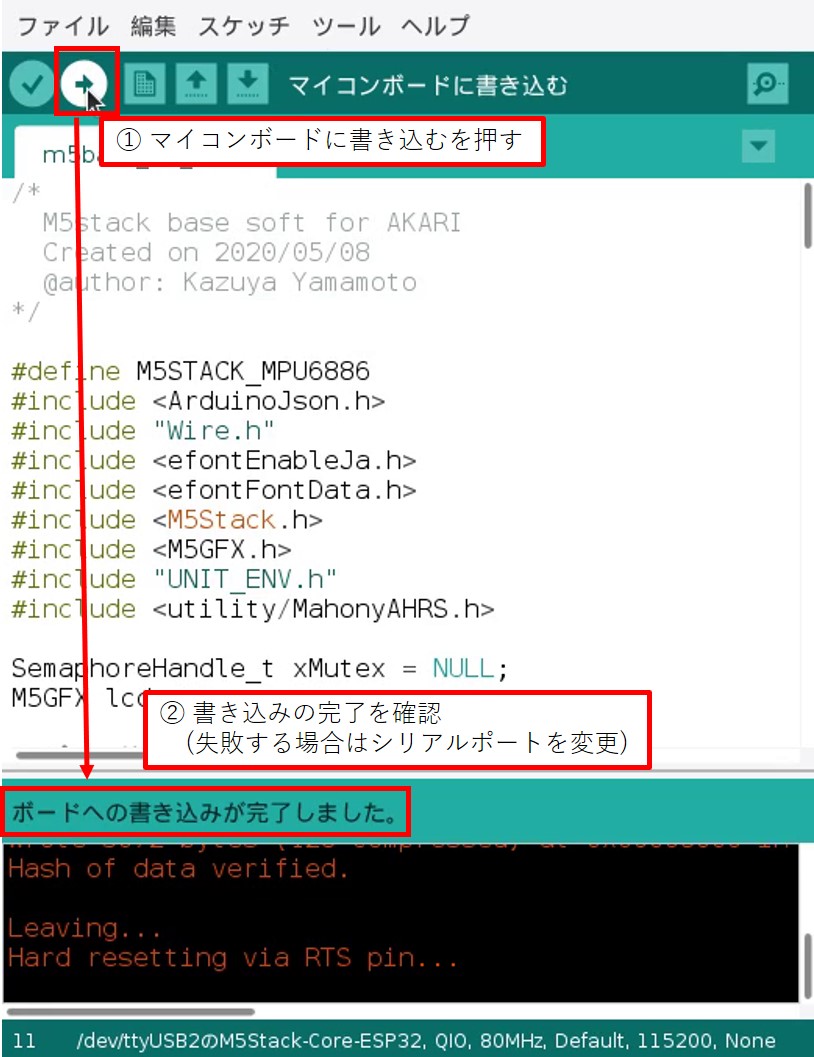 ファイル 編集 スケッチ ツール ヘルプ
マイコンボードに書き込む
① マイコンボードに書き込むを押す
m5ba
/*
M5stack base soft for AKARI
Created on 2020/05/08
@author: Kazuya Yamamoto
*/
#define M5STACK_MPU6886
#include <ArduinoJson.h>
#include "Wire.h"
#include <efontEnableJa.h>
#include <efontFontData.h>
#include <M5Stack.h>
#include <M5GFX.h>
#include "UNIT_ENV.h"
#include <utility/MahonyAHRS.h>
SemaphoreHandle_t xMutex = NULL;
M5GFX lcd
② 書き込みの完了を確認
（失敗する場合はシリアルポートを変更）
ボードへの書き込みが完了しました。
Hash of data verified.
Leaving...
Hard resetting via RTS pin...
11 /dev/ttyUSB2のM5Stack-Core-ESP32, QIO, 80MHz, Default, 115200, None